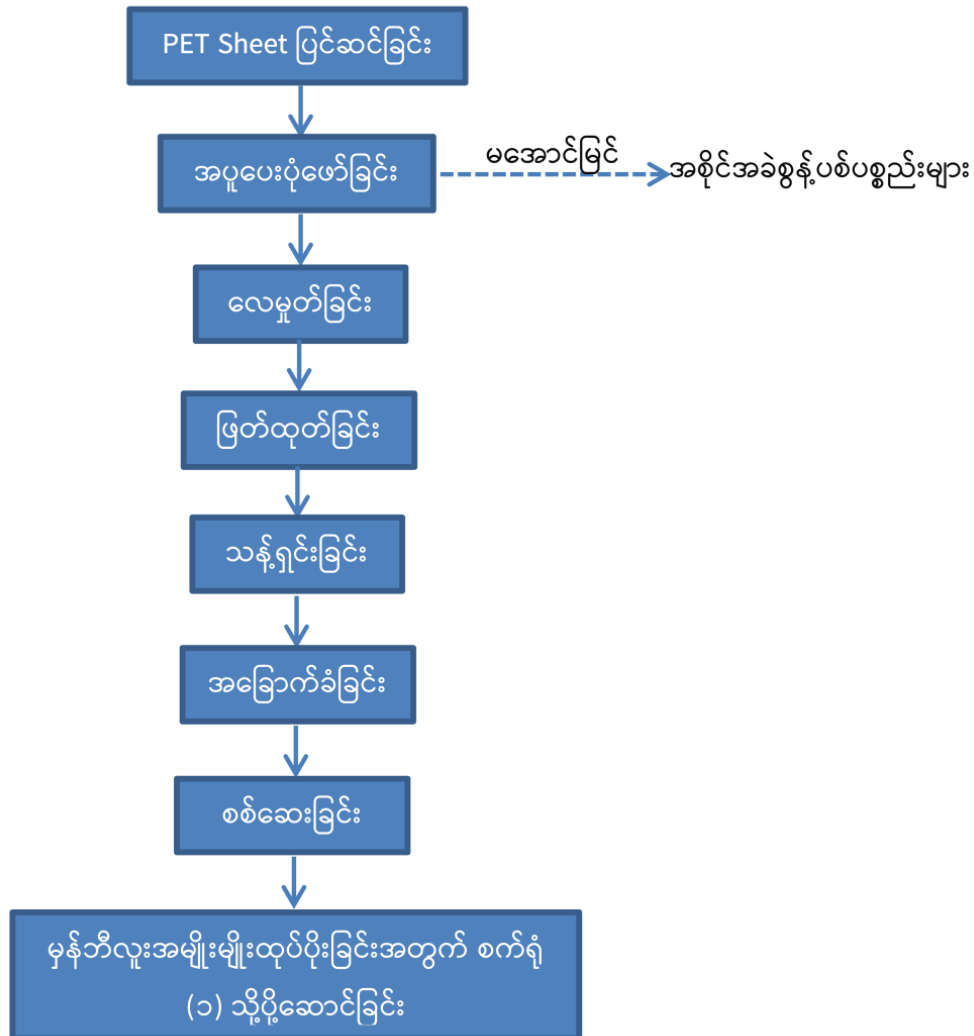 PET Sheet ပြင်ဆင်ခြင်း
အပူပေးပုံဖော်ခြင်း
မအောင်မြင်
အစိုင်အခဲစွန့်ပစ်ပစ္စည်းများ
လေမှုတ်ခြင်း
ဖြတ်ထုတ်ခြင်း
သန့်ရှင်းခြင်း
အခြောက်ခံခြင်း
စစ်ဆေးခြင်း
မှန်ဘီလူးအမျိုးမျိုးထုပ်ပိုးခြင်းအတွက် စက်ရုံ
(၁) သို့ပို့ဆောင်ခြင်း